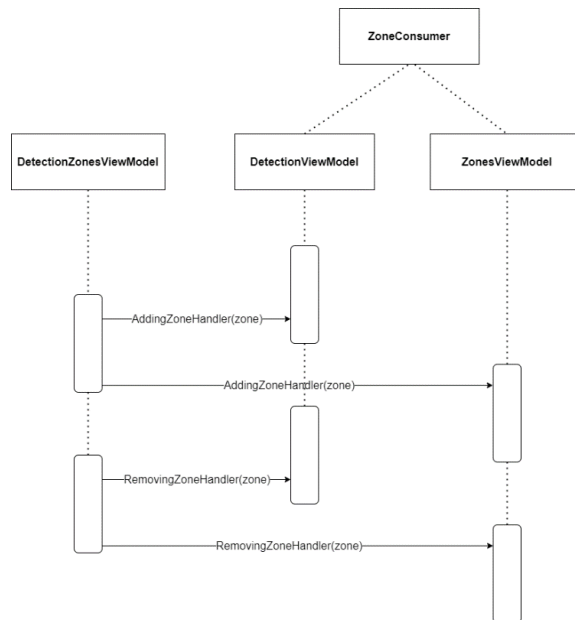 ZoneConsumer
DetectionZonesViewModel
DetectionViewModel
ZonesViewModel
AddingZoneHandler(zone)
AddingZoneHandler(zone)
RemovingZoneHandler(zone)
RemovingZoneHandler(zone)